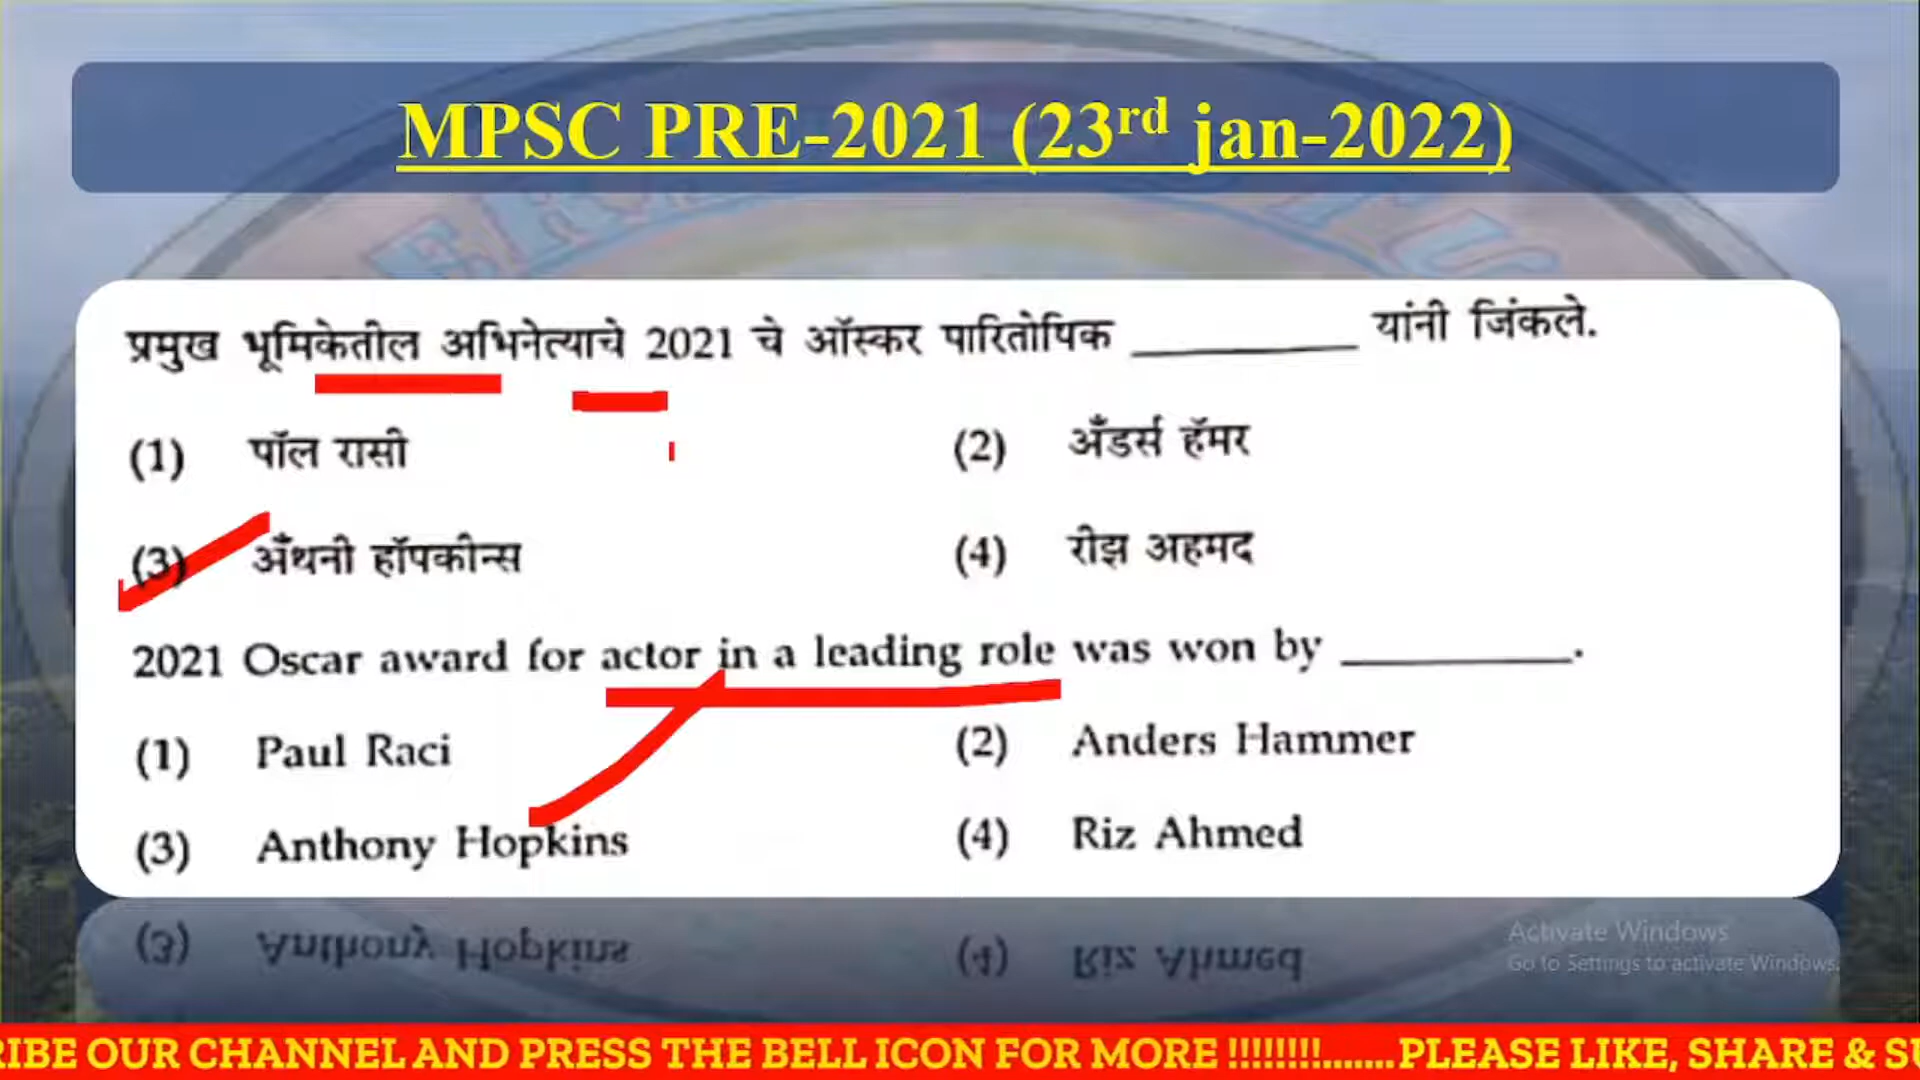 MPSC PRE-2021 (23rd jan-2022)
प्रमुख भूमिकेतील अभिनेत्याचे 2021 चे ऑस्कर पारितोषिक ________ यांनी जिंकले.
(1) पॉल रासी (2) अँडर्स हॅमर
(3) अँथनी हॉपकीन्स (4) रीझ अहमद
2021 Oscar award for actor in a leading role was won by ________.
(1) Paul Raci (2) Anders Hammer
(3) Anthony Hopkins (4) Riz Ahmed
Activate Windows
Go to Settings to activate Windows.
RIBE OUR CHANNEL AND PRESS THE BELL ICON FOR MORE !!!!!!!!.......PLEASE LIKE, SHARE & SU